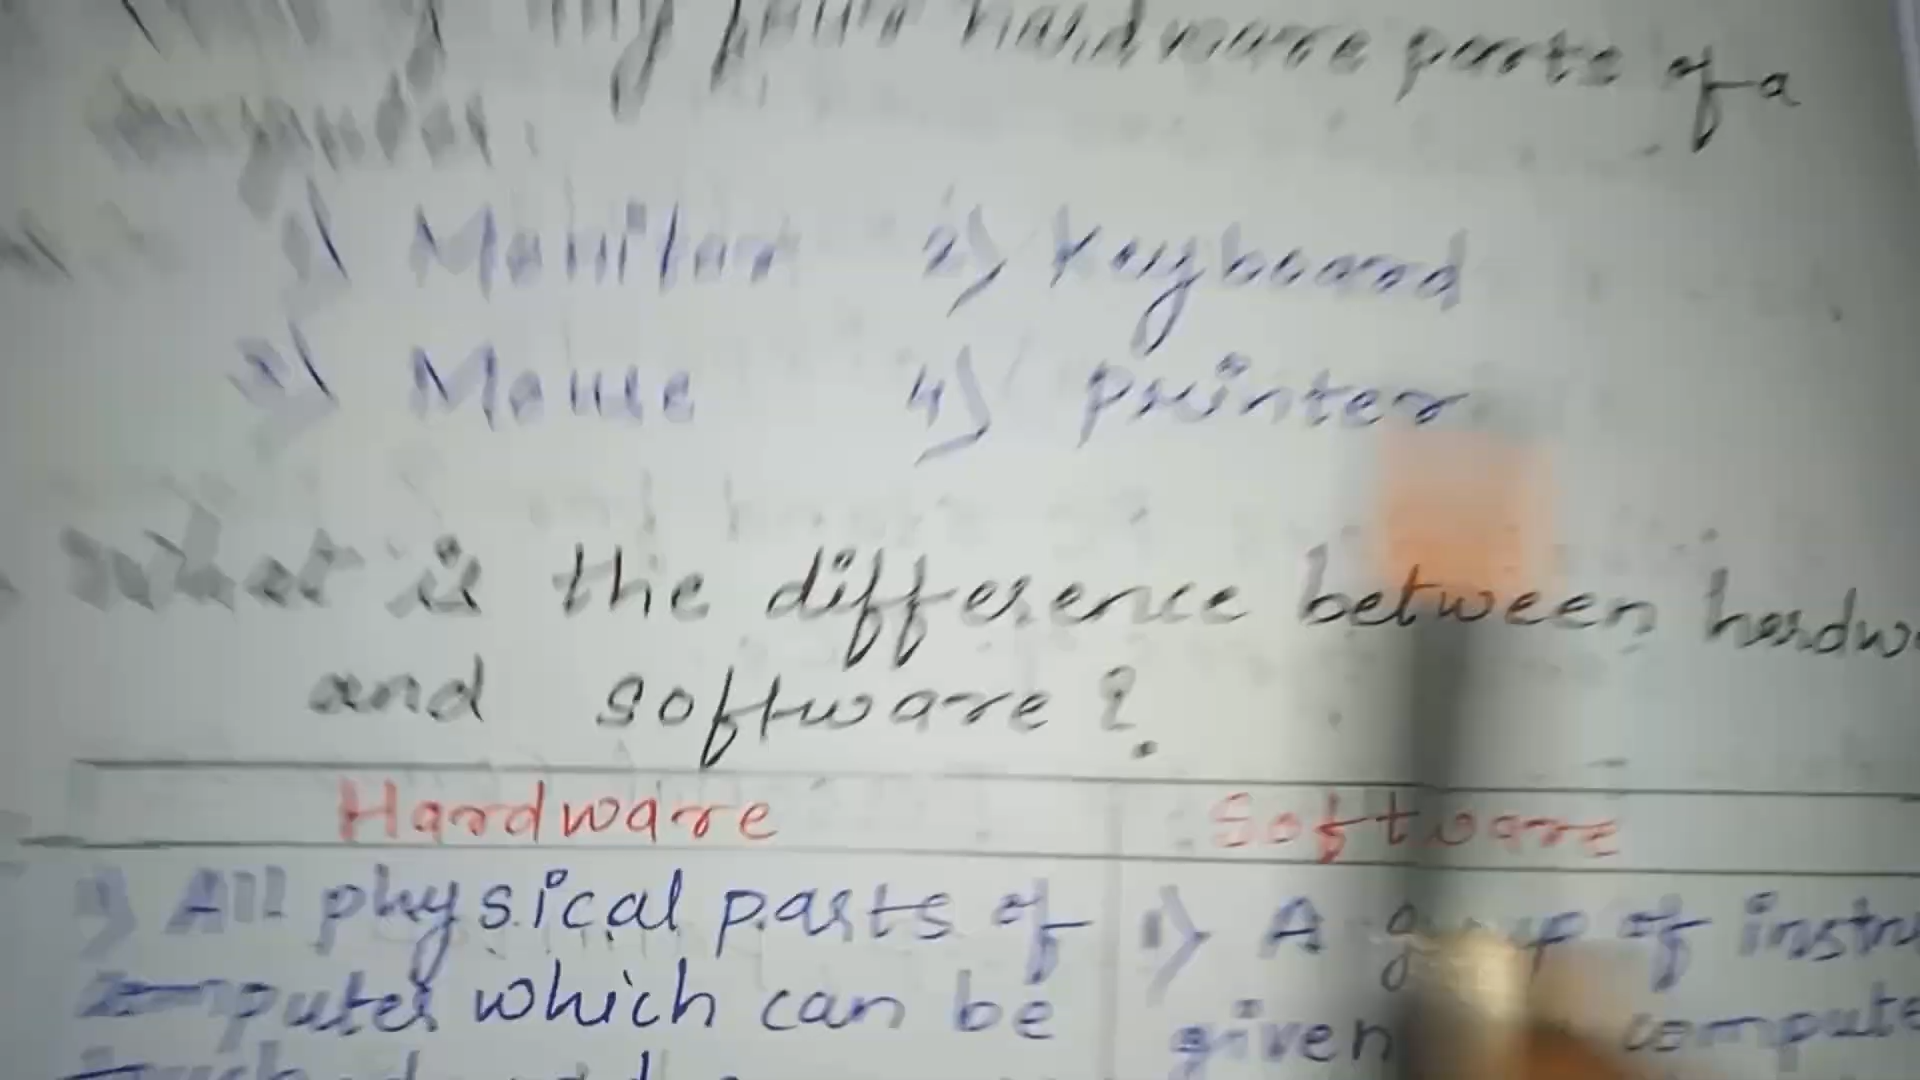 hardware parts of a
computer.
1) Monitor 2) Keyboard
3) Mouse 4) printer
What is the difference between hardw
and software?
Hardware Software
1) All physical parts of 1) A group of instru
computer which can be given computer